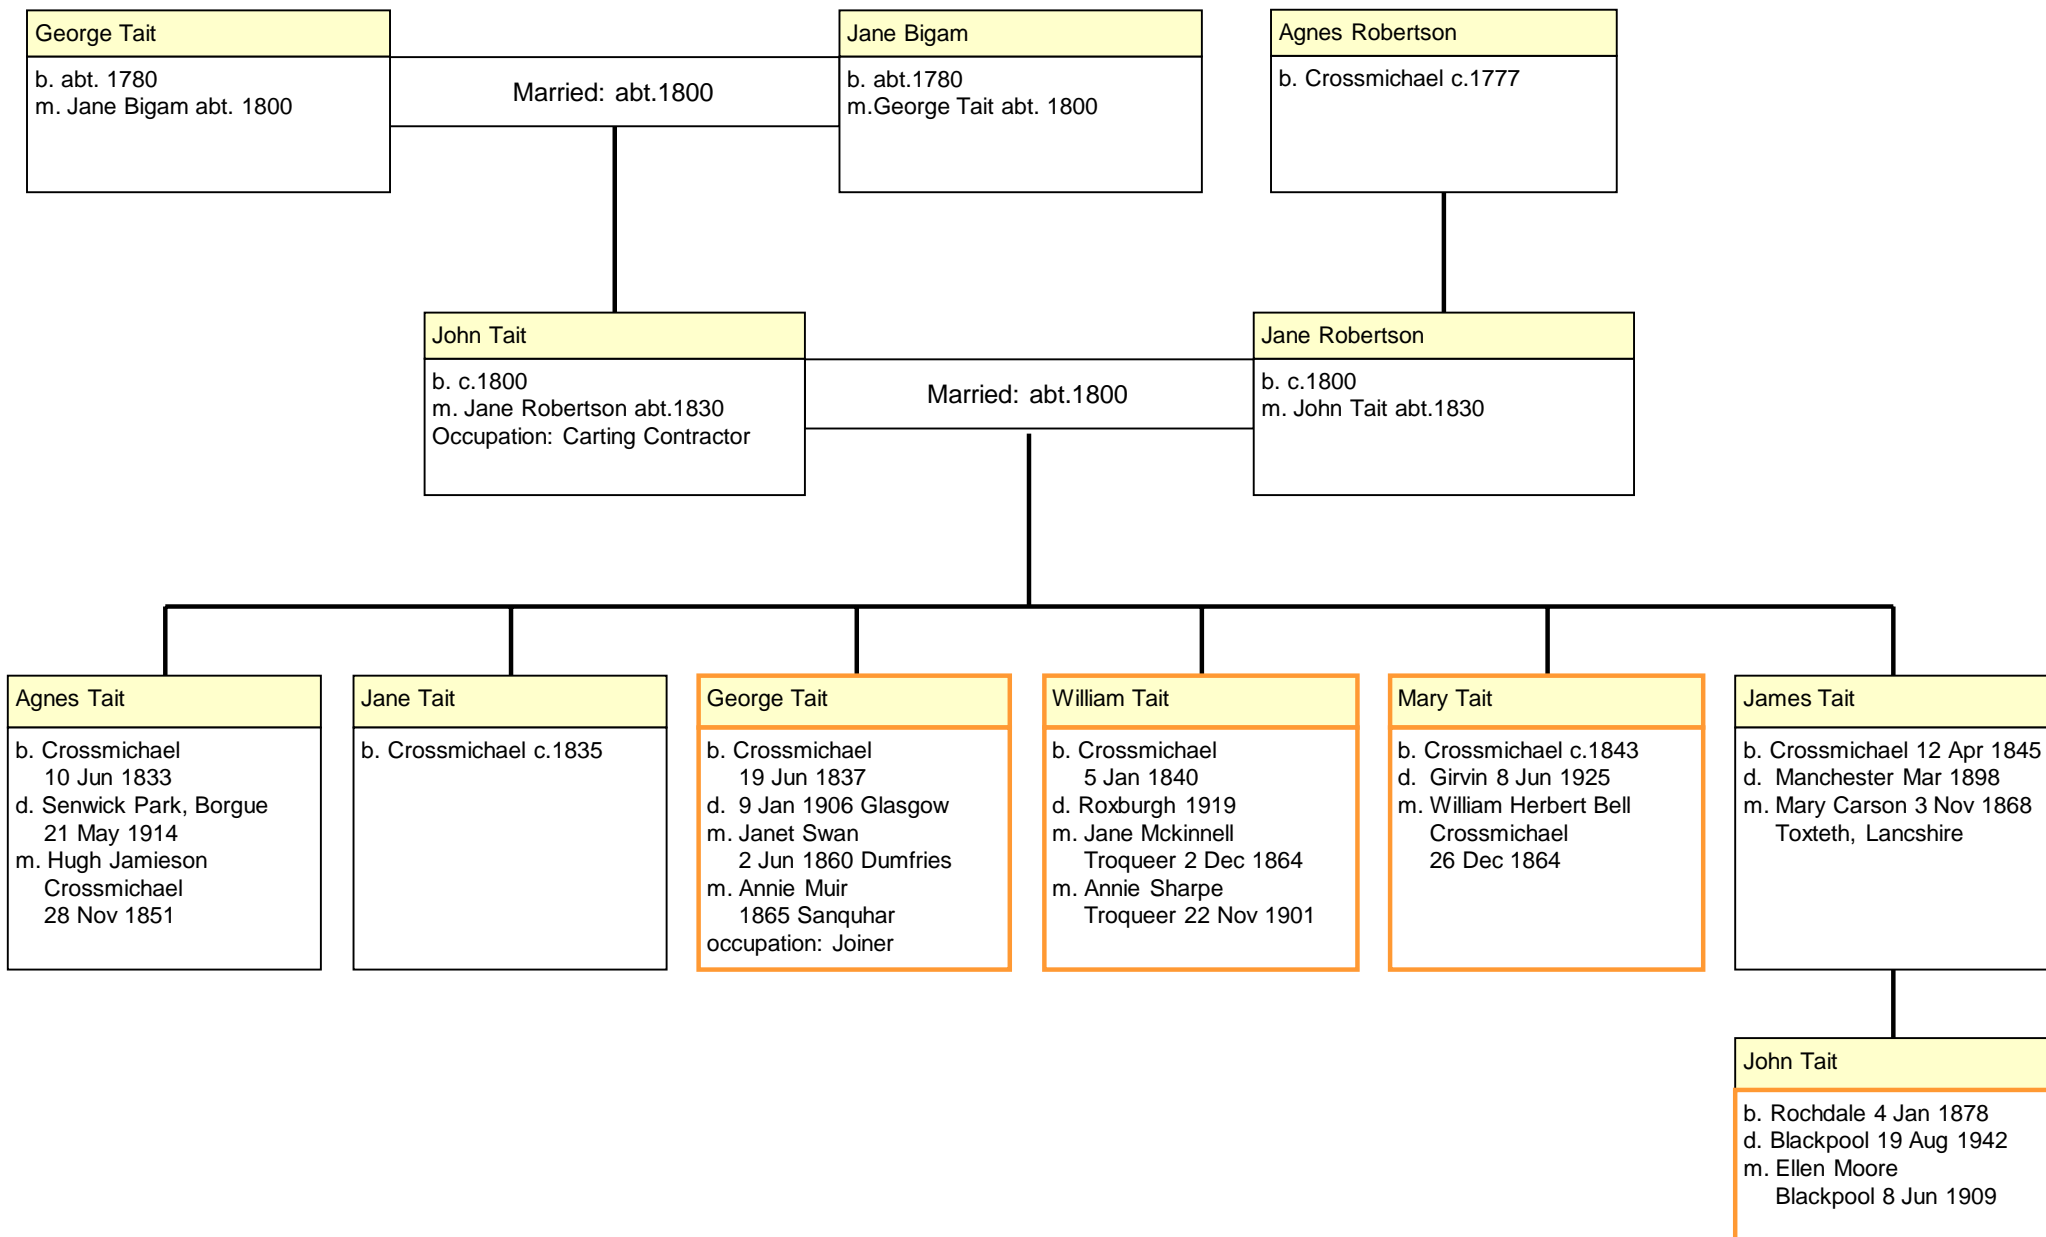 George Tait
b. abt. 1780
m. Jane Bigam abt. 1800
Married: abt.1800
Jane Bigam
b. abt.1780
m.George Tait abt. 1800
Agnes Robertson
b. Crossmichael c.1777
John Tait
b. c.1800
m. Jane Robertson abt.1830
Occupation: Carting Contractor
Married: abt.1800
Jane Robertson
b. c.1800
m. John Tait abt.1830
Agnes Tait
b. Crossmichael
10 Jun 1833
d. Senwick Park, Borgue
21 May 1914
m. Hugh Jamieson
Crossmichael
28 Nov 1851
Jane Tait
b. Crossmichael c.1835
George Tait
b. Crossmichael
19 Jun 1837
d. 9 Jan 1906 Glasgow
m. Janet Swan
2 Jun 1860 Dumfries
m. Annie Muir
1865 Sanquhar
occupation: Joiner
William Tait
b. Crossmichael
5 Jan 1840
d. Roxburgh 1919
m. Jane Mckinnell
Troqueer 2 Dec 1864
m. Annie Sharpe
Troqueer 22 Nov 1901
Mary Tait
b. Crossmichael c.1843
d. Girvin 8 Jun 1925
m. William Herbert Bell
Crossmichael
26 Dec 1864
James Tait
b. Crossmichael 12 Apr 1845
d. Manchester Mar 1898
m. Mary Carson 3 Nov 1868
Toxteth, Lancshire
John Tait
b. Rochdale 4 Jan 1878
d. Blackpool 19 Aug 1942
m. Ellen Moore
Blackpool 8 Jun 1909